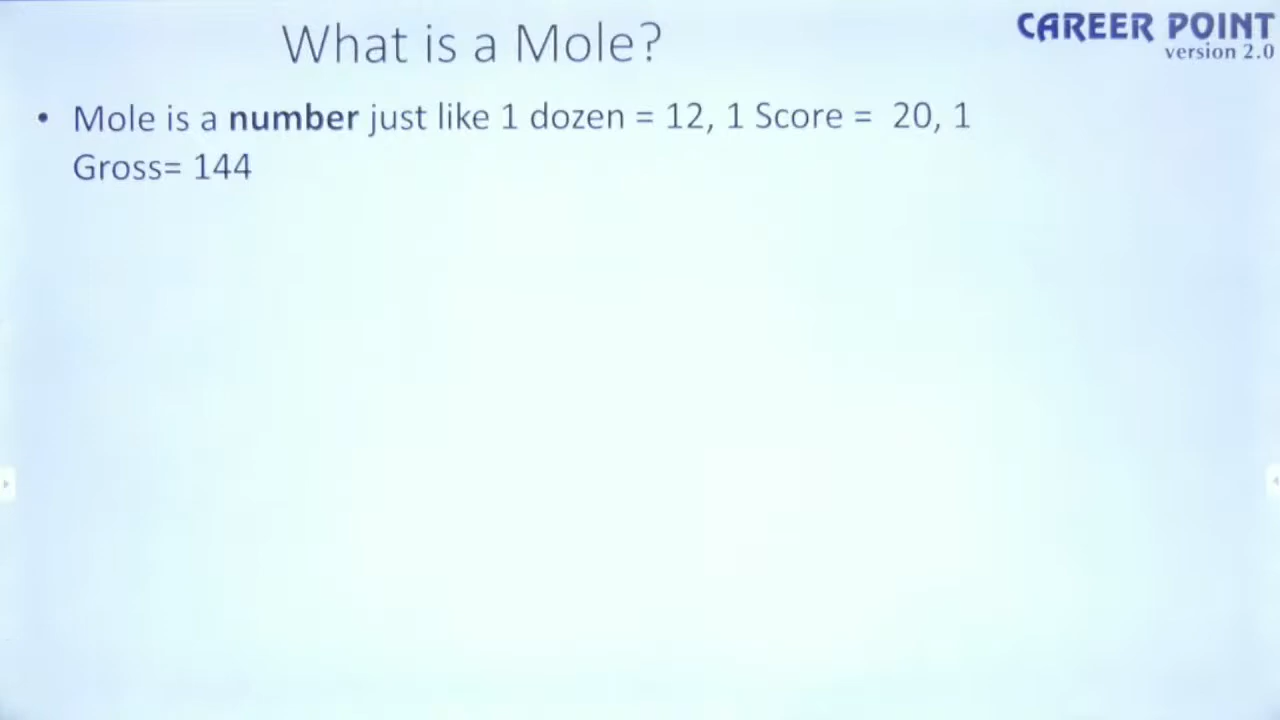 What is a Mole?
CAREER POINT
version 2.0
• Mole is a number just like 1 dozen = 12, 1 Score = 20, 1
Gross= 144